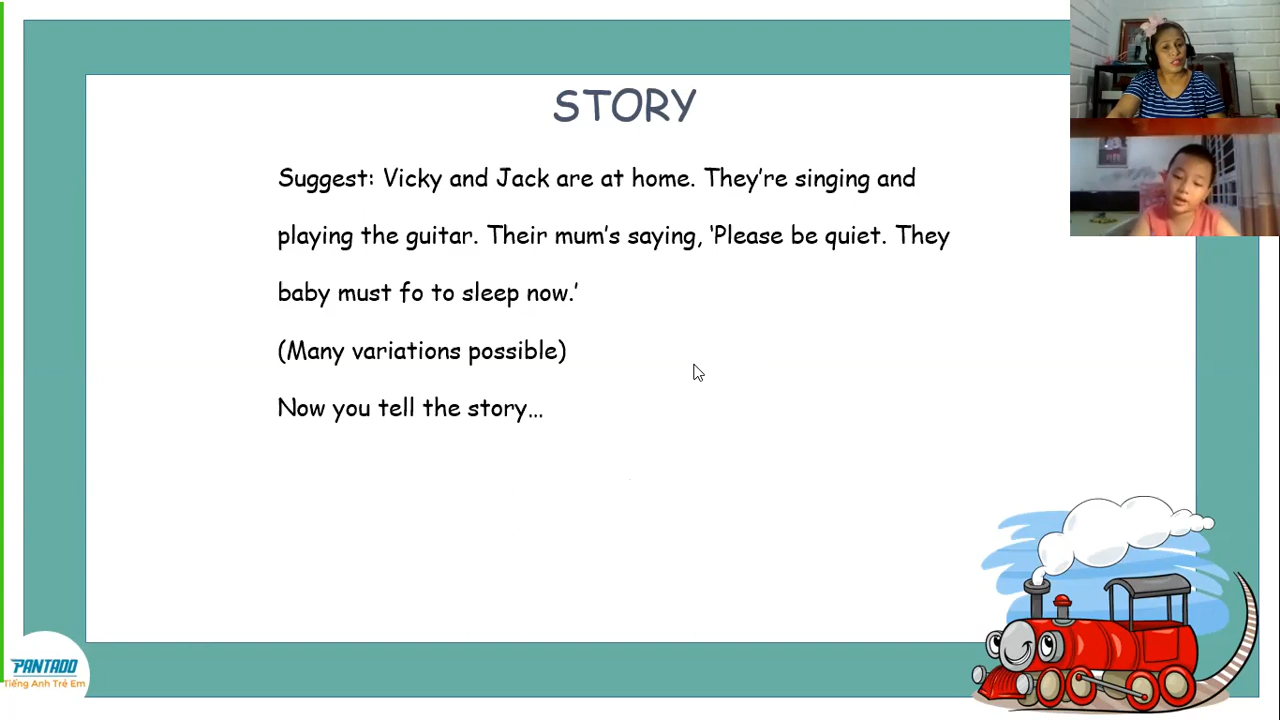 STORY
Suggest: Vicky and Jack are at home. They’re singing and
playing the guitar. Their mum’s saying, ‘Please be quiet. They
baby must fo to sleep now.’
(Many variations possible)
Now you tell the story…
PANTADO
Tiếng Anh Trẻ Em